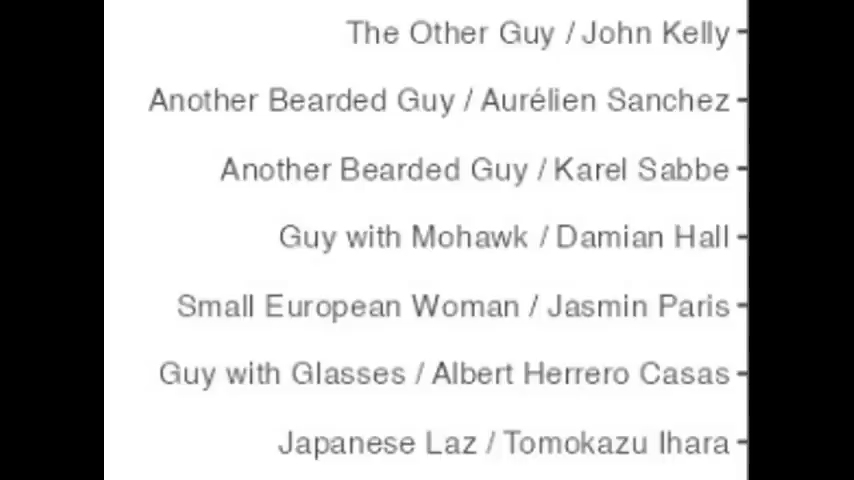 The Other Guy / John Kelly
Another Bearded Guy / Aurélien Sanchez
Another Bearded Guy / Karel Sabbe
Guy with Mohawk / Damian Hall
Small European Woman / Jasmin Paris
Guy with Glasses / Albert Herrero Casas
Japanese Laz / Tomokazu Ihara